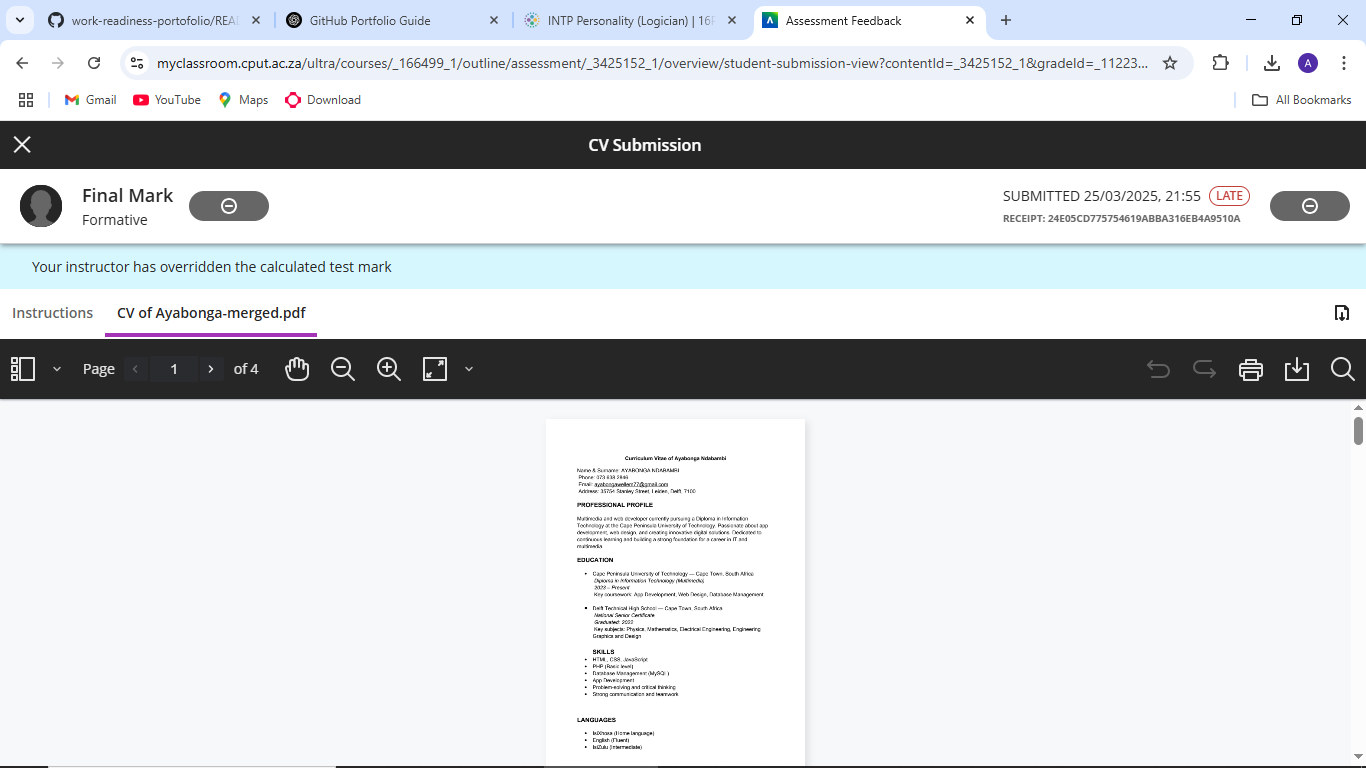 work-readiness-portofolio/REA
GitHub Portfolio Guide
INTP Personality (Logician) | 16P
Assessment Feedback
myclassroom.cput.ac.za/ultra/courses/_166499_1/outline/assessment/_3425152_1/overview/student-submission-view?contentId=_3425152_1&gradeId=_11223...
A
Gmail
YouTube
Maps
Download
All Bookmarks
CV Submission
Final Mark
Formative
SUBMITTED 25/03/2025, 21:55 LATE
RECEIPT: 24E05CD775754619ABBA316EB4A9510A
Your instructor has overridden the calculated test mark
Instructions
CV of Ayabonga-merged.pdf
Page 1 of 4
Curriculum Vitae of Ayabonga Ndabambi
Name & Surname: AYABONGA NDABAMBI
Phone: 073 638 2846
Email: ayabongawellem77@gmail.com
Address: 35754 Stanley Street, Leiden, Delft, 7100
PROFESSIONAL PROFILE
Multimedia and web developer currently pursuing a Diploma in Information
Technology at the Cape Peninsula University of Technology. Passionate about app
development, web design, and creating innovative digital solutions. Dedicated to
continuous learning and building a strong foundation for a career in IT and
multimedia
EDUCATION
• Cape Peninsula University of Technology — Cape Town, South Africa
Diploma in Information Technology (Multimedia)
2023 – Present
Key coursework: App Development, Web Design, Database Management
• Delft Technical High School — Cape Town, South Africa
National Senior Certificate
Graduated: 2022
Key subjects: Physics, Mathematics, Electrical Engineering, Engineering
Graphics and Design
SKILLS
• HTML, CSS, JavaScript
• PHP (Basic level)
• Database Management (MySQL)
• App Development
• Problem-solving and critical thinking
• Strong communication and teamwork
LANGUAGES
• IsiXhosa (Home language)
• English (Fluent)
• IsiZulu (Intermediate)